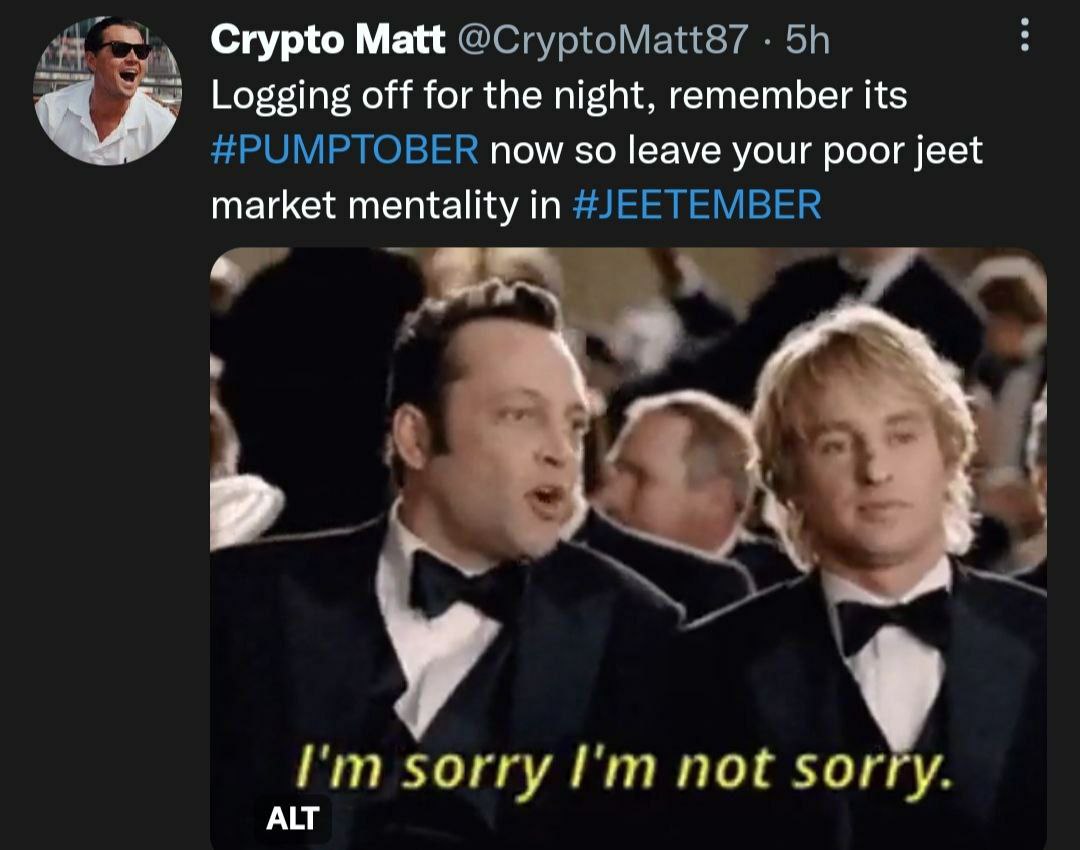 Crypto Matt @CryptoMatt87 · 5h
Logging off for the night, remember its
#PUMPTOBER now so leave your poor jeet
market mentality in #JEETEMBER
I'm sorry I'm not sorry.
ALT